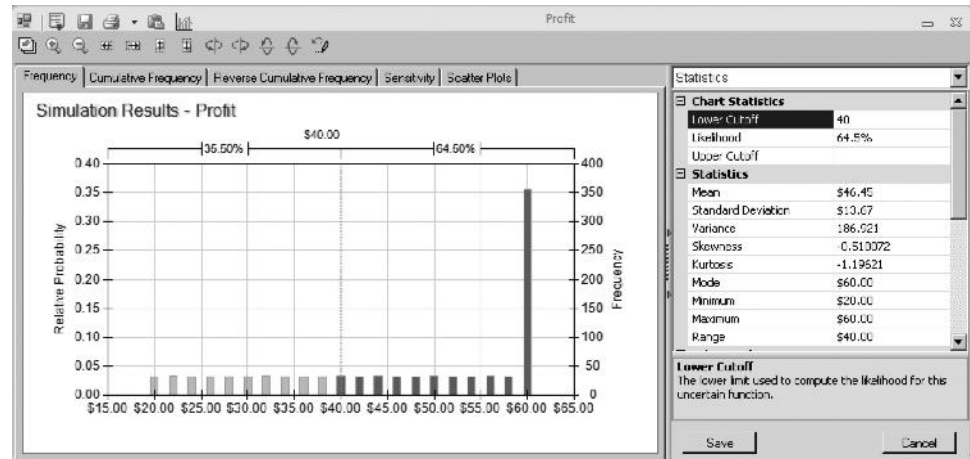 Profit
Frequency Cumulative Frequency Reverse Cumulative Frequency Sensitivity Scatter Plots
Simulation Results - Profit
$40.00
35.50% 64.50%
Relative Probability
0.40
0.35
0.30
0.25
0.20
0.15
0.10
0.05
0.00
400
350
300
250
200
150
100
50
0
Frequency
$15.00 $20.00 $25.00 $30.00 $35.00 $40.00 $45.00 $50.00 $55.00 $60.00 $65.00
Statistics
Chart Statistics
Lower Cutoff 40
Likelihood 64.5%
Upper Cutoff
Statistics
Mean $46.45
Standard Deviation $13.67
Variance 186.921
Skewness -0.510072
Kurtosis -1.19621
Mode $60.00
Minimum $20.00
Maximum $60.00
Range $40.00
Lower Cutoff
The lower limit used to compute the likelihood for this
uncertain function.
Save Cancel